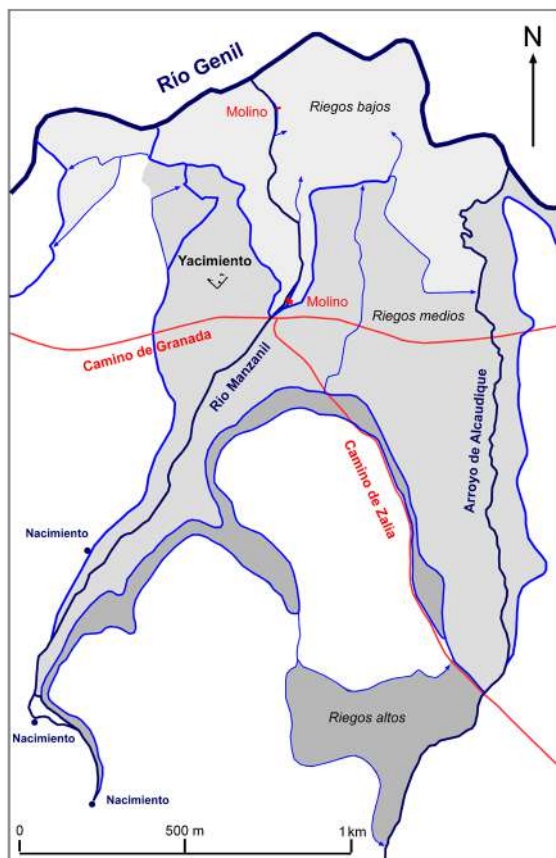 Río Genil
N
Molino
Riegos bajos
Yacimiento
Molino
Riegos medios
Camino de Granada
Río Manzanil
Arroyo de Alcaudique
Camino de Zalia
Nacimiento
Riegos altos
Nacimiento
Nacimiento
0 500 m 1 km